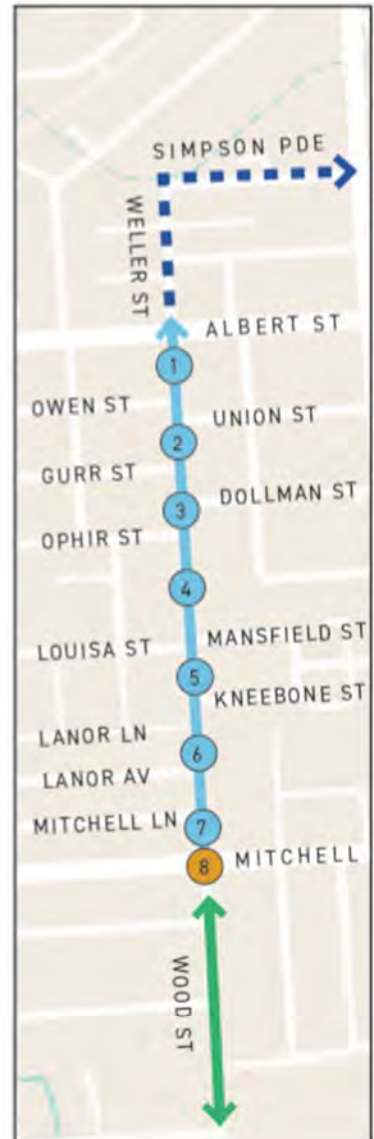 SIMPSON PDE
WELLER ST
ALBERT ST
1
OWEN ST
UNION ST
2
GURR ST
DOLLMAN ST
3
OPHIR ST
4
MANSFIELD ST
LOUISA ST
5
KNEEBONE ST
LANOR LN
6
LANOR AV
MITCHELL LN
7
8
MITCHELL
WOOD ST